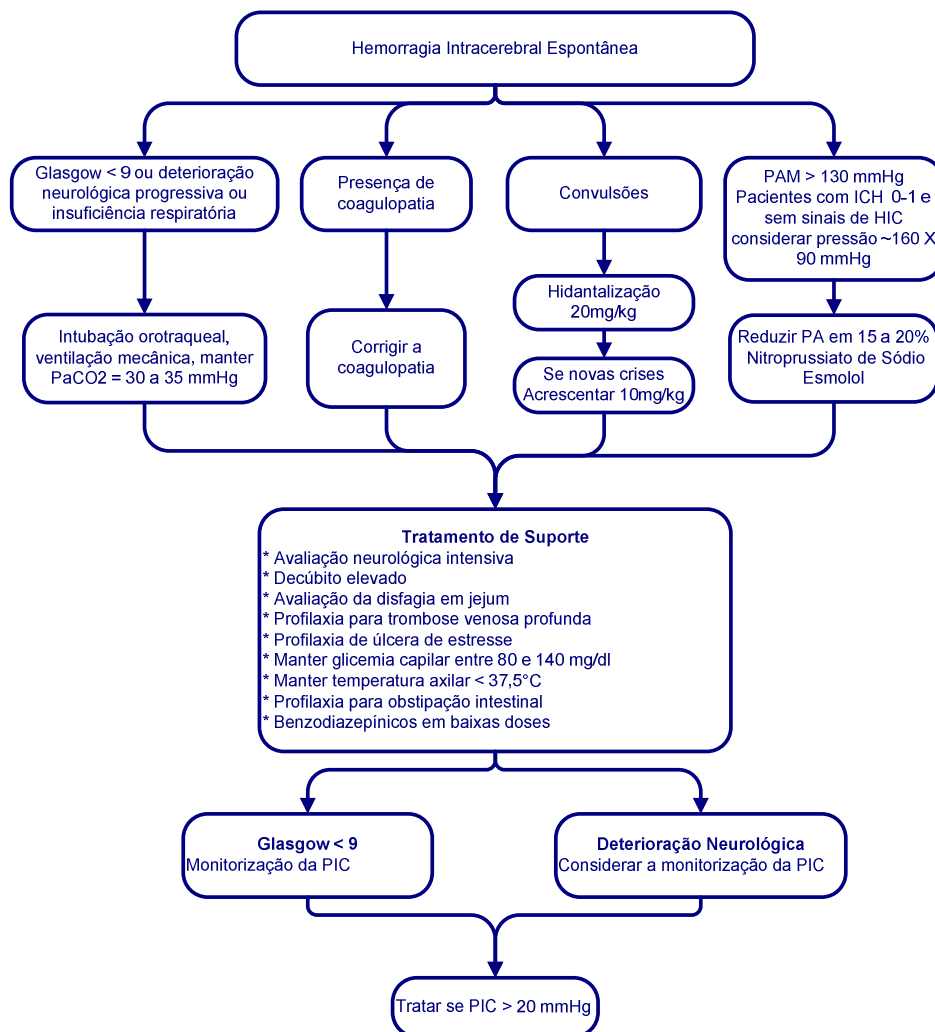 Hemorragia Intracerebral Espontânea
Glasgow < 9 ou deterioração
neurológica progressiva ou
insuficiência respiratória
Presença de
coagulopatia
Convulsões
PAM > 130 mmHg
Pacientes com ICH 0-1 e
sem sinais de HIC
considerar pressão ~160 X
90 mmHg
Intubação orotraqueal,
ventilação mecânica, manter
PaCO2 = 30 a 35 mmHg
Corrigir a
coagulopatia
Hidantalização
20mg/kg
Se novas crises
Acrescentar 10mg/kg
Reduzir PA em 15 a 20%
Nitroprussiato de Sódio
Esmolol
Tratamento de Suporte
* Avaliação neurológica intensiva
* Decúbito elevado
* Avaliação da disfagia em jejum
* Profilaxia para trombose venosa profunda
* Profilaxia de úlcera de estresse
* Manter glicemia capilar entre 80 e 140 mg/dl
* Manter temperatura axilar < 37,5°C
* Profilaxia para obstipação intestinal
* Benzodiazepínicos em baixas doses
Glasgow < 9
Monitorização da PIC
Deterioração Neurológica
Considerar a monitorização da PIC
Tratar se PIC > 20 mmHg